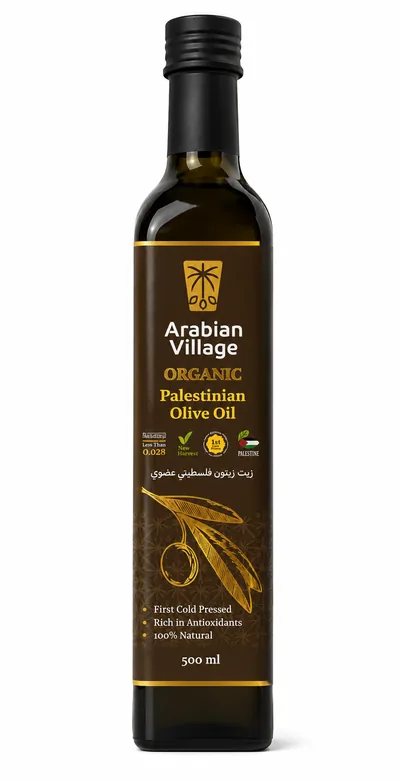 Arabian
Village
ORGANIC
Palestinian
Olive Oil
Less Than
0.028
New
Harvest
1st
PALESTINE
زيت زيتون فلسطيني عضوي
First Cold Pressed
Rich in Antioxidants
100% Natural
500 ml